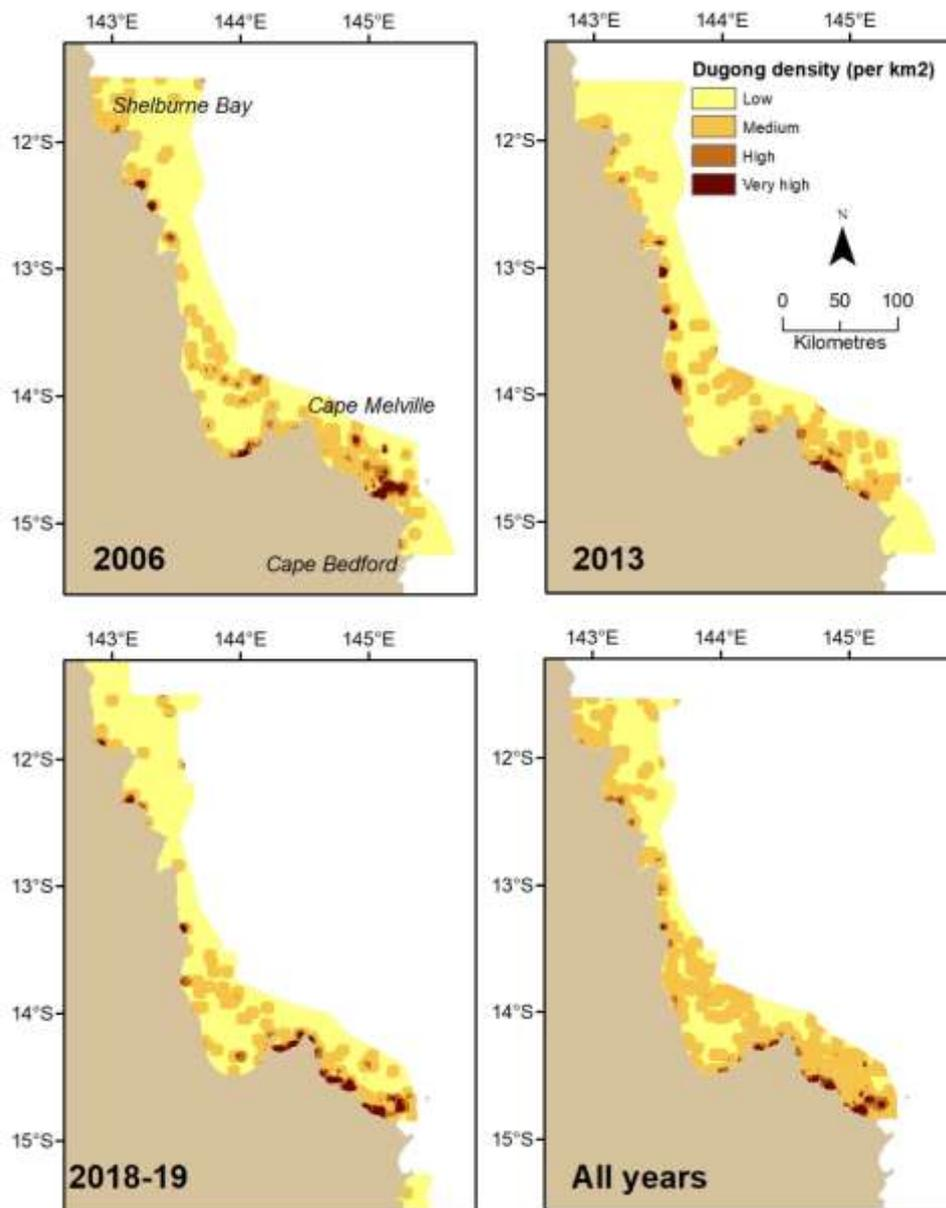 143°E 144°E 145°E
143°E 144°E 145°E
Dugong density (per km2)
Low
Medium
High
Very high
Shelburne Bay
12°S
12°S
N
13°S
13°S
0 50 100
Kilometres
14°S
14°S
Cape Melville
15°S
15°S
2006
Cape Bedford
2013
143°E 144°E 145°E
143°E 144°E 145°E
12°S
12°S
13°S
13°S
14°S
14°S
15°S
15°S
2018-19
All years